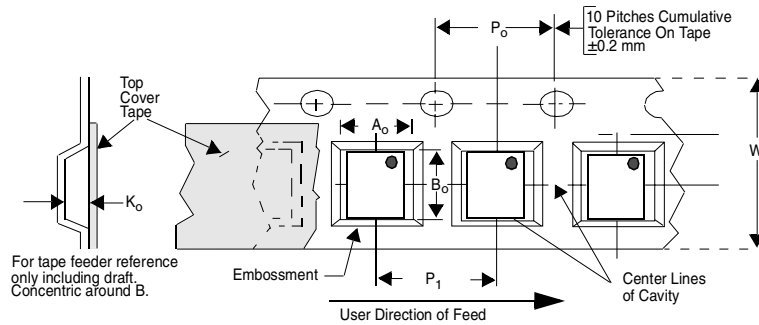 10 Pitches Cumulative
Tolerance On Tape
±0.2 mm
Po
Top
Cover
Tape
Ao
W
Bo
Ko
For tape feeder reference
only including draft.
Concentric around B.
Embossment
P1
Center Lines
of Cavity
User Direction of Feed